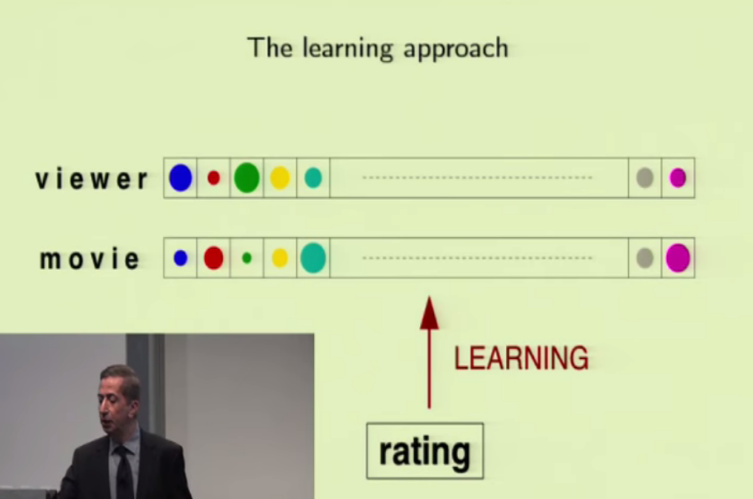 The learning approach
viewer
movie
LEARNING
rating